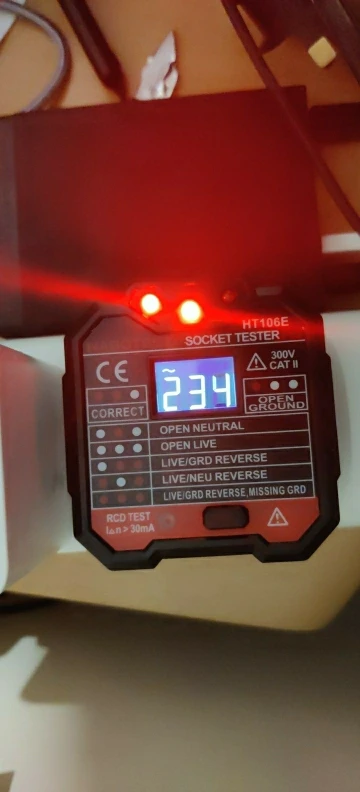 HT106E
SOCKET TESTER
CE
~
234
300V
CAT II
CORRECT
OPEN
GROUND
OPEN NEUTRAL
OPEN LIVE
LIVE/GRD REVERSE
LIVE/NEU REVERSE
LIVE/GRD REVERSE,MISSING GRD
RCD TEST
I△n > 30mA